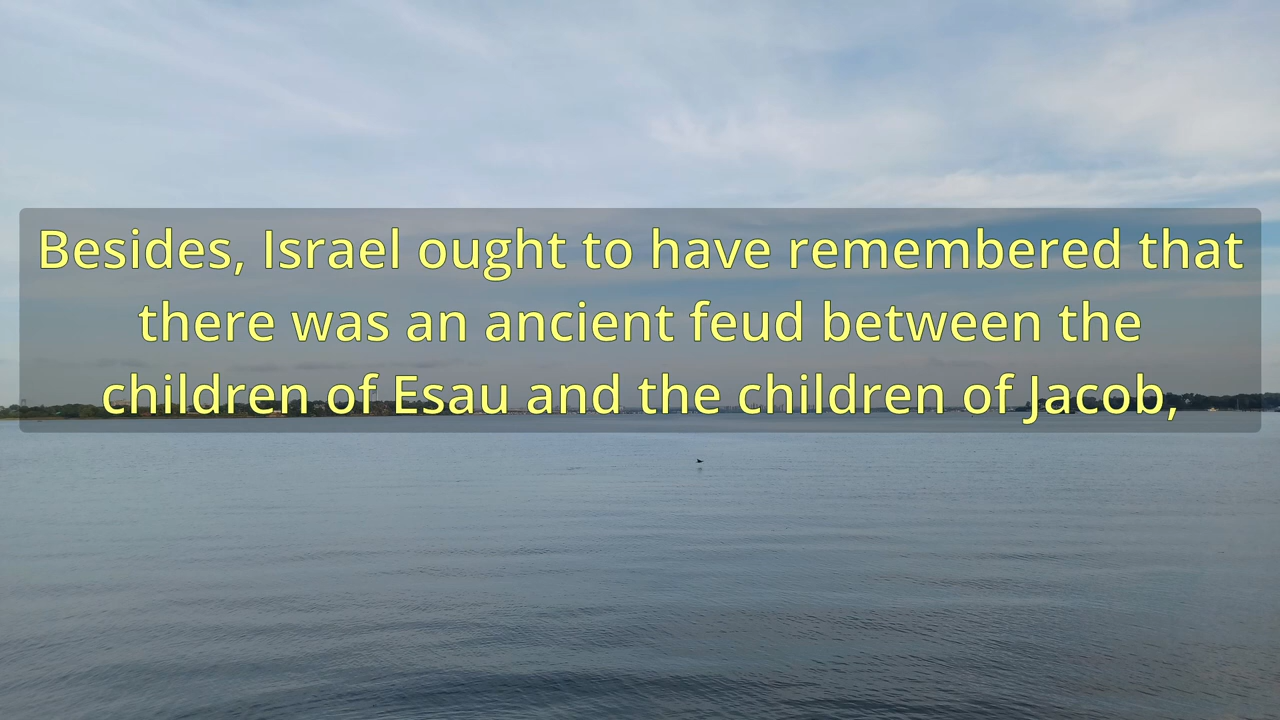 Besides, Israel ought to have remembered that
there was an ancient feud between the
children of Esau and the children of Jacob,